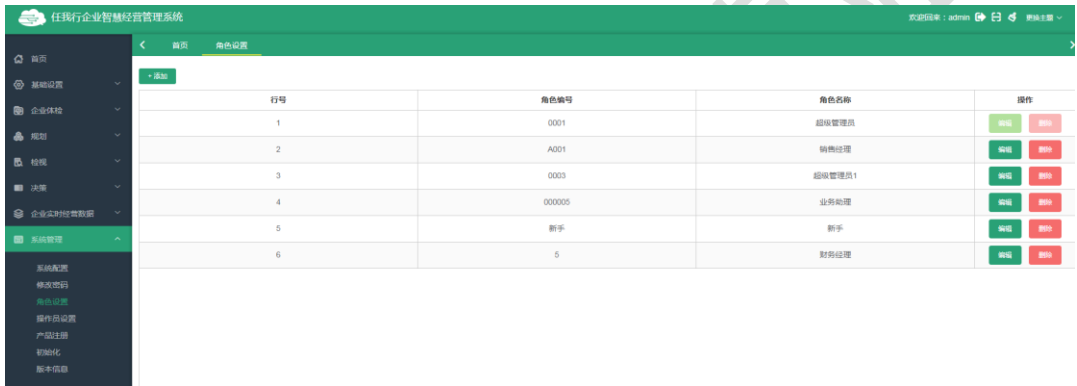 任我行企业智慧经营管理系统
欢迎回来：admin 更换主题
首页 角色设置
首页
基础设置
企业体检
规划
检视
决策
企业实时经营数据
系统管理
系统配置
修改密码
角色设置
操作员设置
产品注册
初始化
版本信息
+添加
行号 角色编号 角色名称 操作
1 0001 超级管理员 编辑 删除
2 A001 销售经理 编辑 删除
3 0003 超级管理员1 编辑 删除
4 000005 业务助理 编辑 删除
5 新手 新手 编辑 删除
6 5 财务经理 编辑 删除